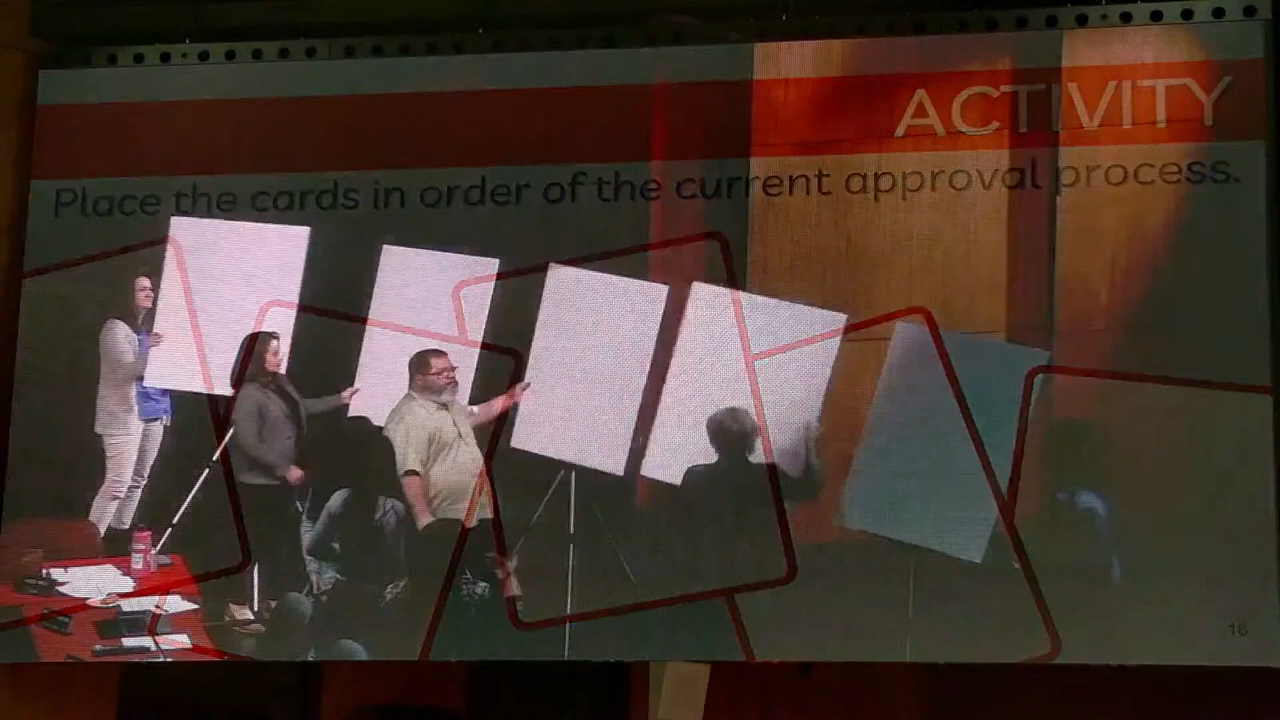 ACTIVITY
Place the cards in order of the current approval process.
16